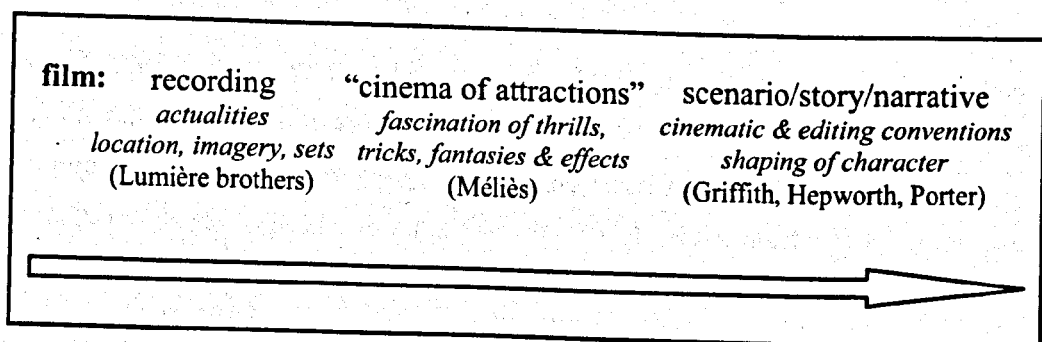 film: recording “cinema of attractions” scenario/story/narrative
actualities fascination of thrills, cinematic & editing conventions
location, imagery, sets tricks, fantasies & effects shaping of character
(Lumière brothers) (Méliès) (Griffith, Hepworth, Porter)